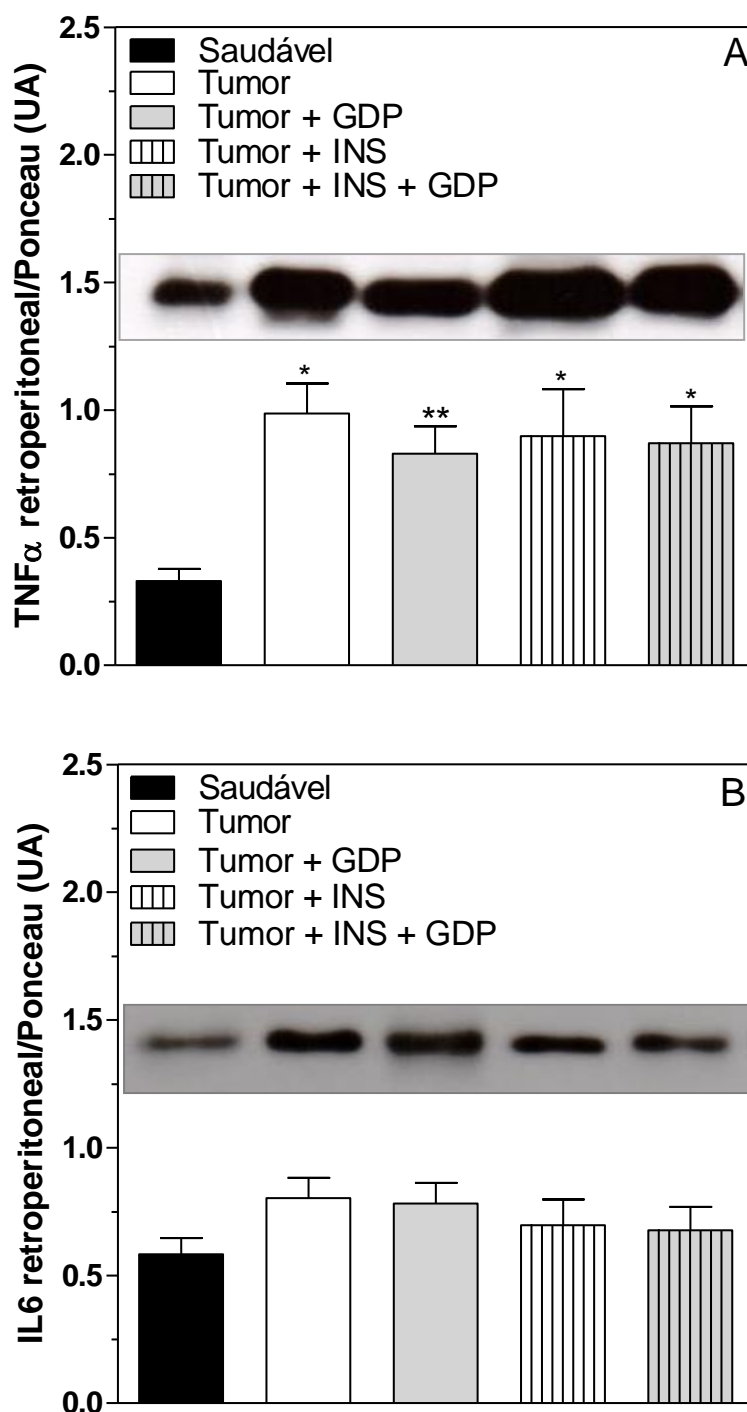 A
Saudável
Tumor
Tumor + GDP
Tumor + INS
Tumor + INS + GDP
TNFα retroperitoneal/Ponceau (UA)
2.5
2.0
1.5
1.0
0.5
0.0
*
**
*
*
B
Saudável
Tumor
Tumor + GDP
Tumor + INS
Tumor + INS + GDP
IL6 retroperitoneal/Ponceau (UA)
2.5
2.0
1.5
1.0
0.5
0.0